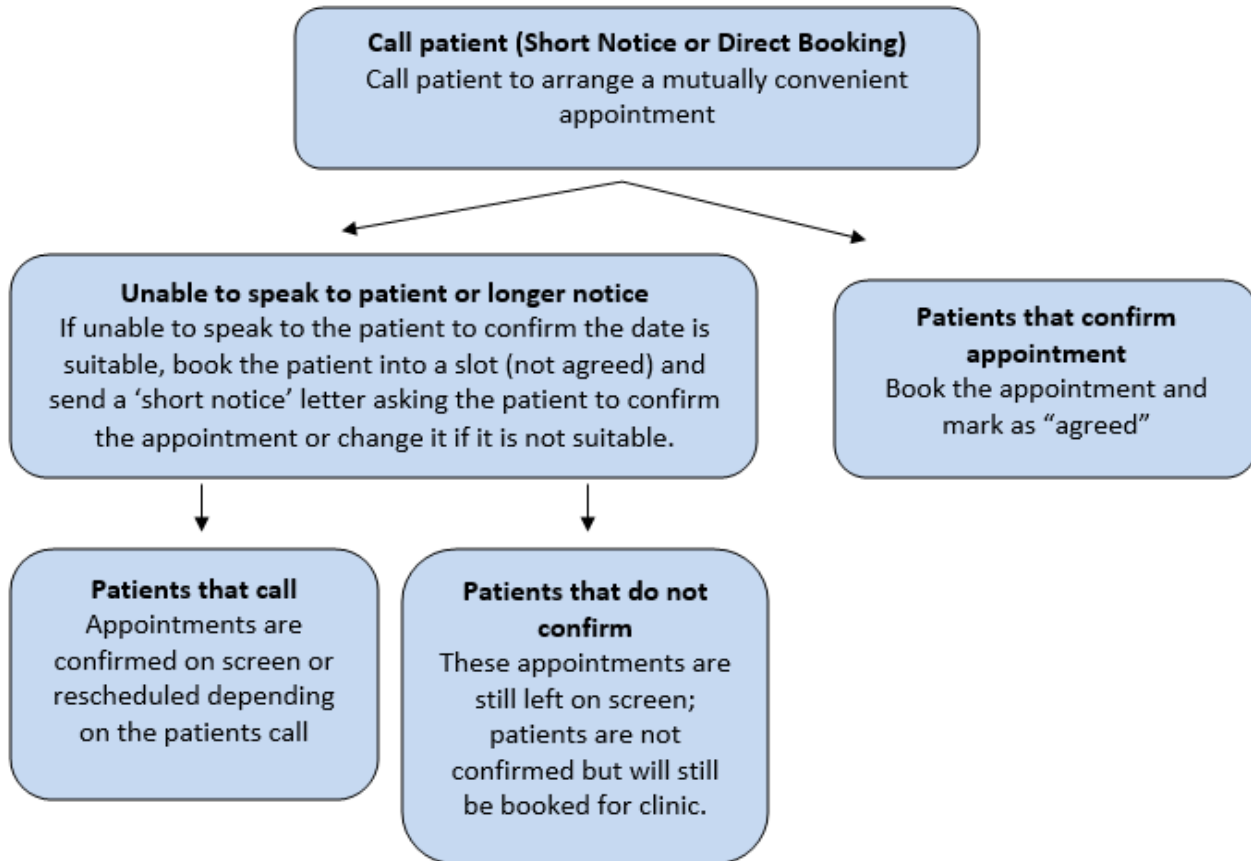 Call patient (Short Notice or Direct Booking)
Call patient to arrange a mutually convenient
appointment
Unable to speak to patient or longer notice
If unable to speak to the patient to confirm the date is
suitable, book the patient into a slot (not agreed) and
send a ‘short notice’ letter asking the patient to confirm
the appointment or change it if it is not suitable.
Patients that confirm
appointment
Book the appointment and
mark as “agreed”
Patients that call
Appointments are
confirmed on screen or
rescheduled depending
on the patients call
Patients that do not
confirm
These appointments are
still left on screen;
patients are not
confirmed but will still
be booked for clinic.